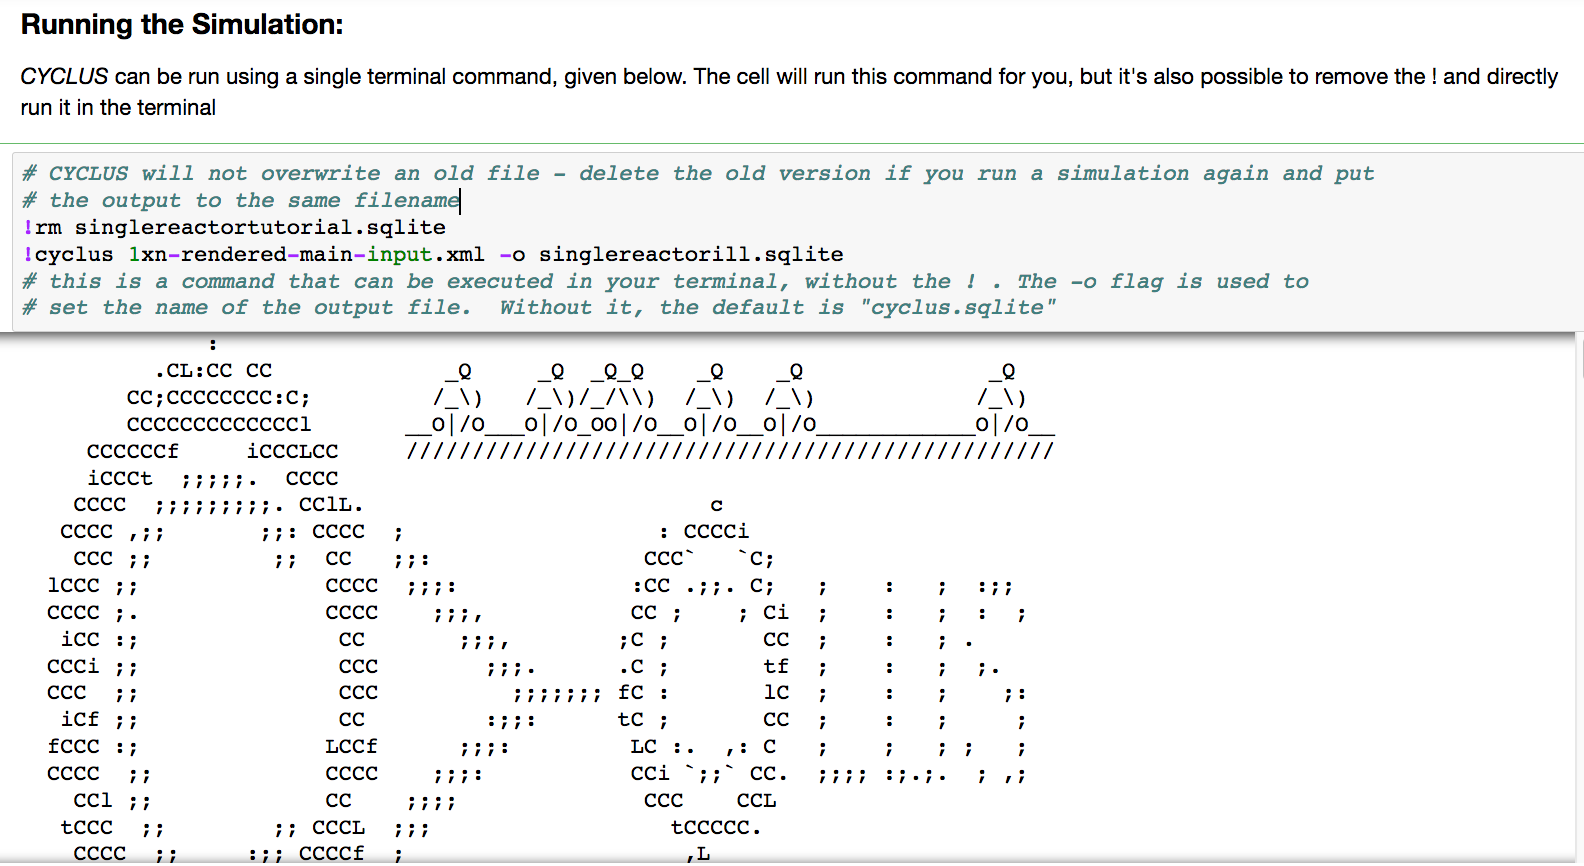 Running the Simulation:
CYCLUS can be run using a single terminal command, given below. The cell will run this command for you, but it's also possible to remove the ! and directly
run it in the terminal
# CYCLUS will not overwrite an old file - delete the old version if you run a simulation again and put
# the output to the same filename
!rm singlereactortutorial.sqlite
!cyclus 1xn-rendered-main-input.xml -o singlereactorill.sqlite
# this is a command that can be executed in your terminal, without the ! . The -o flag is used to
# set the name of the output file.  Without it, the default is "cyclus.sqlite"
            :
        .CL:CC CC             _Q     _Q  _Q_Q    _Q    _Q              _Q
      CC;CCCCCCCC:C;         /_\)   /_\)/_/\\)  /_\)  /_\)            /_\)
      CCCCCCCCCCCCCl       __O|/O___O|/O_OO|/O__O|/O__O|/O____________O|/O__
   CCCCCCf     iCCCLCC     /////////////////////////////////////////////////
   iCCCt  ;;;;;.  CCCC
  CCCC  ;;;;;;;;;. CClL.                          c
 CCCC ,;;       ;;: CCCC  ;                   : CCCCi
  CCC ;;         ;;  CC   ;;:                CCC`   `C;
lCCC ;;              CCCC  ;;;;:             :CC .;;. C;   ;    :   ;  :;;
CCCC ;.              CCCC    ;;;,           CC ;    ; Ci   ;    :   ;  :  ;
 iCC :;               CC       ;;;,        ;C ;       CC   ;    :   ; .
CCCi ;;               CCC        ;;;.      .C ;       tf   ;    :   ;  ;.
CCC  ;;               CCC          ;;;;;;; fC :       lC   ;    :   ;    ;:
 iCf ;;               CC         :;;:      tC ;       CC   ;    :   ;     ;
fCCC :;              LCCf      ;;;:         LC :.  ,: C   ;    ;   ; ;   ;
CCCC  ;;             CCCC    ;;;:           CCi `;;` CC.  ;;;; :;.;.  ; ,;
  CCl ;;             CC    ;;;;              CCC    CCL
 tCCC  ;;        ;; CCCL  ;;;                  tCCCCC.
  CCCC  ;;     :;; CCCCf  ;                     ,L